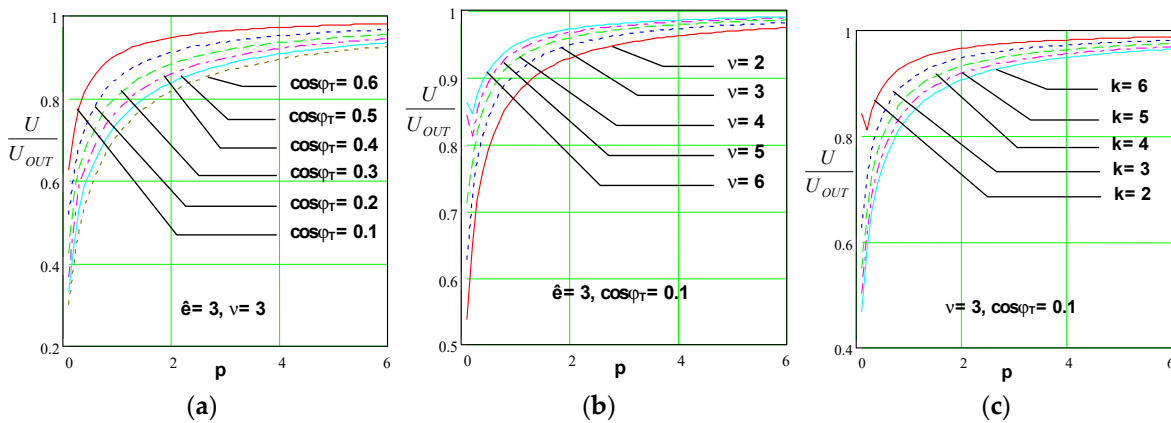 1
0.8
0.6
0.4
0.2
U
U_OUT
0
2
4
6
p
cosφT= 0.6
cosφT= 0.5
cosφT= 0.4
cosφT= 0.3
cosφT= 0.2
cosφT= 0.1
ê= 3, ν= 3
(a)
1
0.9
0.8
0.7
0.6
0.5
U
U_OUT
0
2
4
6
p
ν= 2
ν= 3
ν= 4
ν= 5
ν= 6
ê= 3, cosφT= 0.1
(b)
1
0.8
0.6
0.4
U
U_OUT
0
2
4
6
p
k= 6
k= 5
k= 4
k= 3
k= 2
ν= 3, cosφT= 0.1
(c)